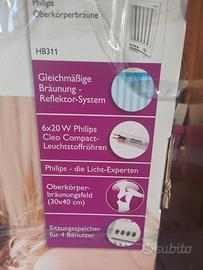 Philips
Oberkörperbräune
HB311
Gleichmäßige
Bräunung -
Reflektor-System
6x20 W Philips
Cleo Compact-
Leuchtstoffröhren
Philips - die Licht-Experten
Oberkörper-
bräunungsfeld
(30x40 cm)
Sitzungsspeicher
für 4 Benutzer
subito